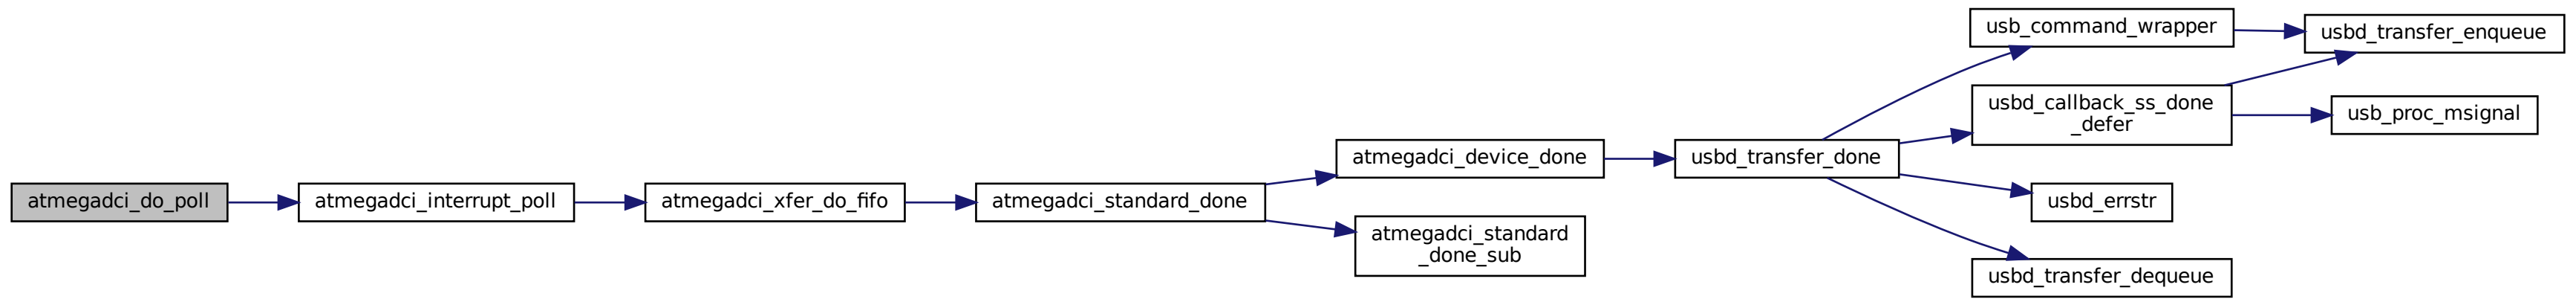 atmegadci_do_poll
atmegadci_interrupt_poll
atmegadci_xfer_do_fifo
atmegadci_standard_done
atmegadci_device_done
atmegadci_standard
_done_sub
usbd_transfer_done
usb_command_wrapper
usbd_callback_ss_done
_defer
usbd_errstr
usbd_transfer_dequeue
usbd_transfer_enqueue
usb_proc_msignal